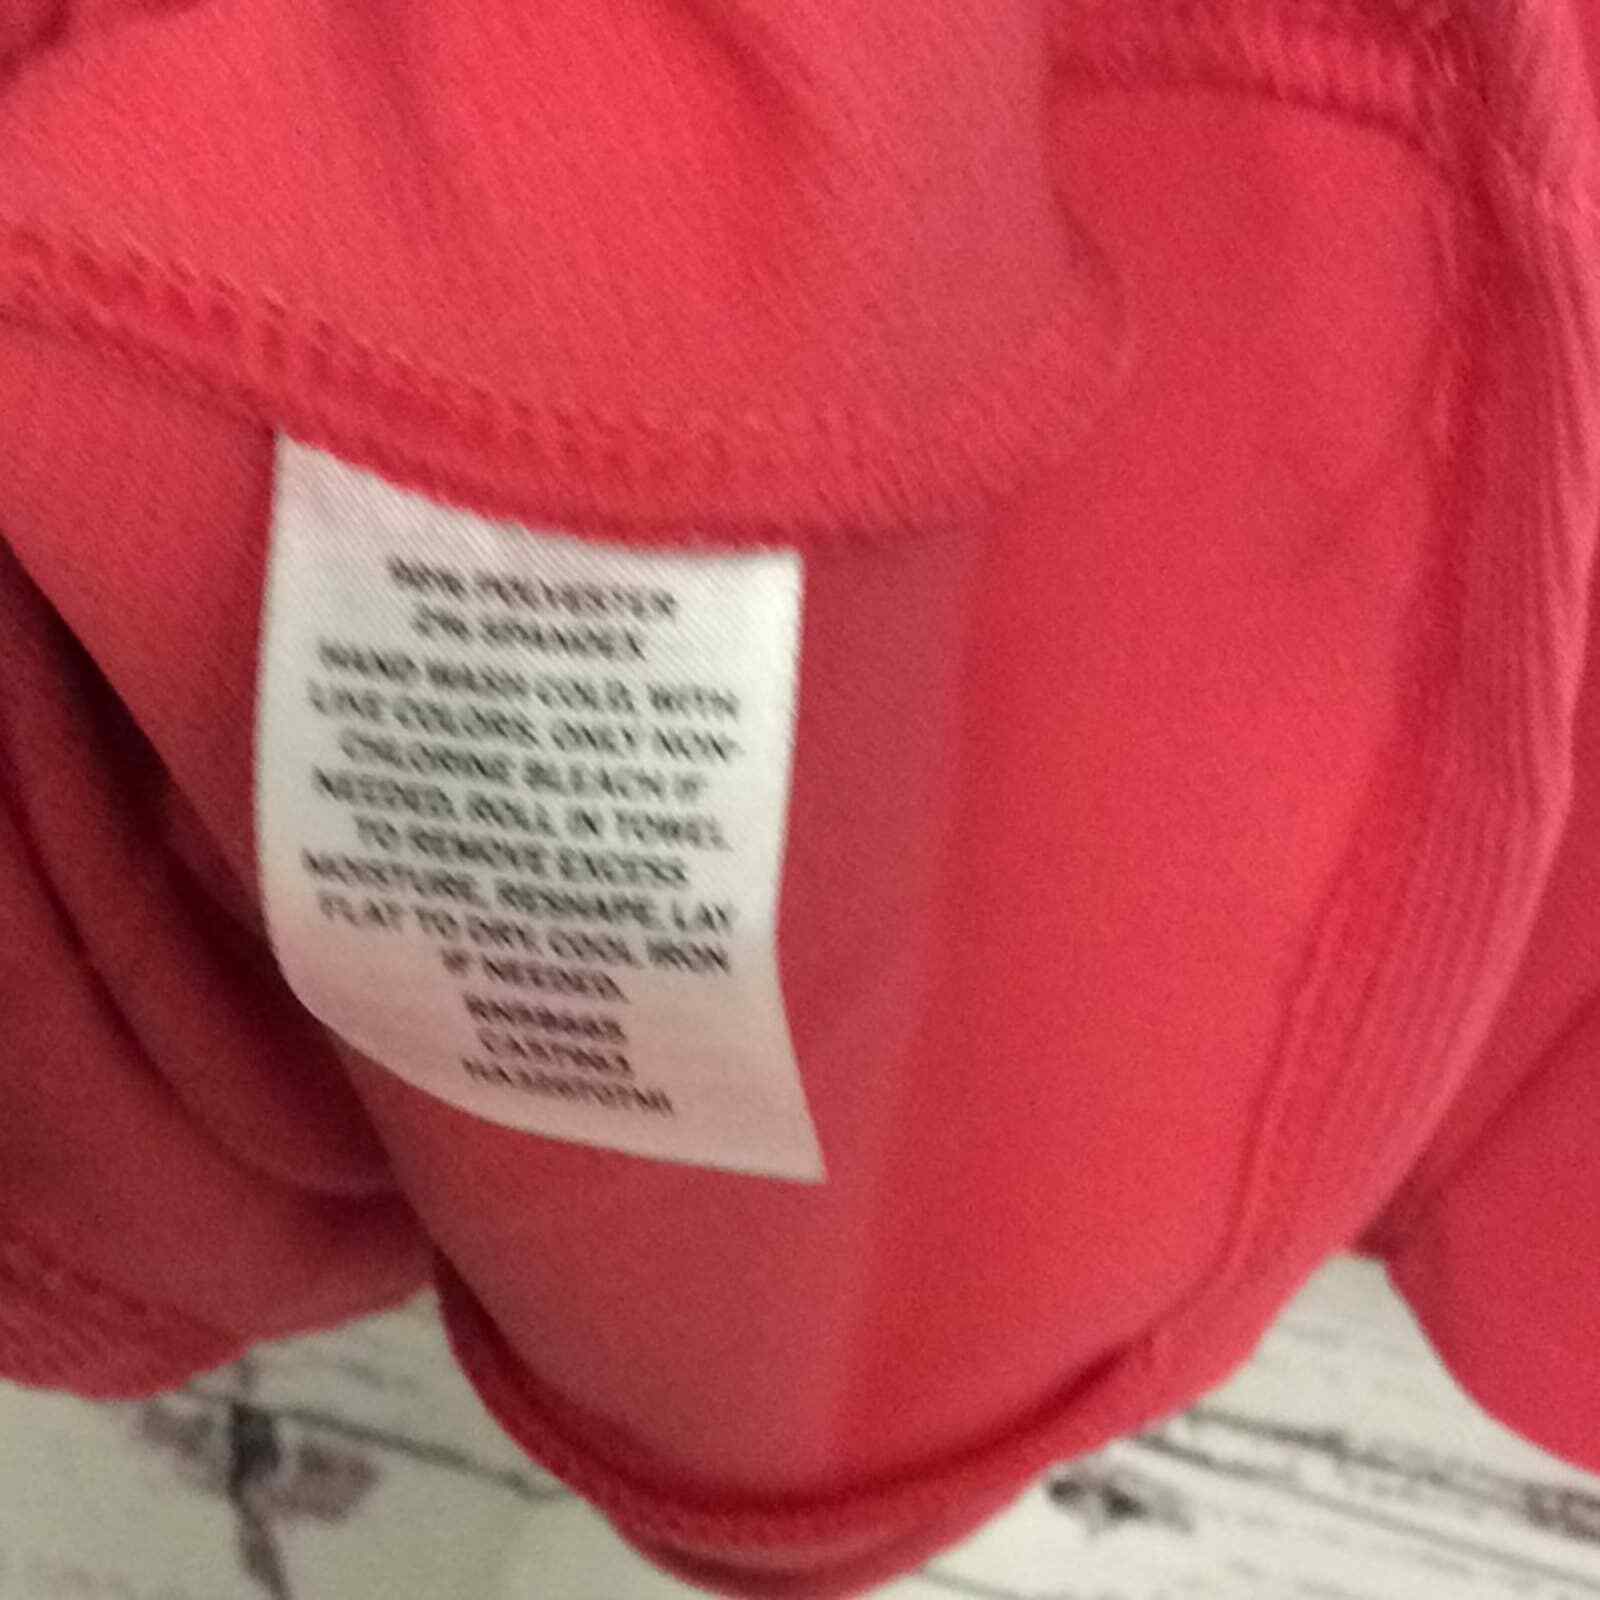 POLYESTER
2% SPANDEX
HAND WASH COLD, WITH
LIKE COLORS. ONLY NON-
CHLORINE BLEACH IF
NEEDED. ROLL IN TOWEL
TO REMOVE EXCESS
MOISTURE, RESHAPE, LAY
FLAT TO DRY. COOL IRON
IF NEEDED.